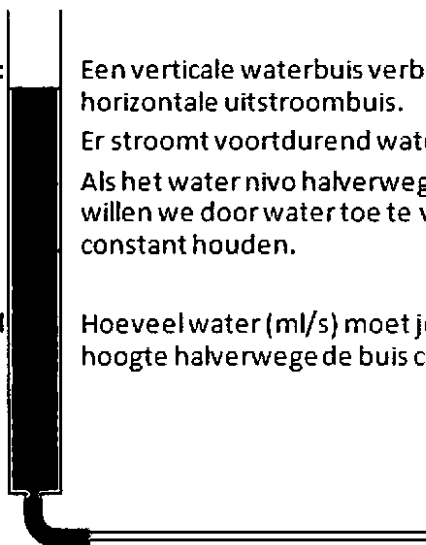 Een verticale waterbuis verb
horizontale uitstroombuis.
Er stroomt voortdurend wate
Als het water nivo halverweg
willen we door water toe te v
constant houden.
Hoeveel water (ml/s) moet je
hoogte halverwege de buis c